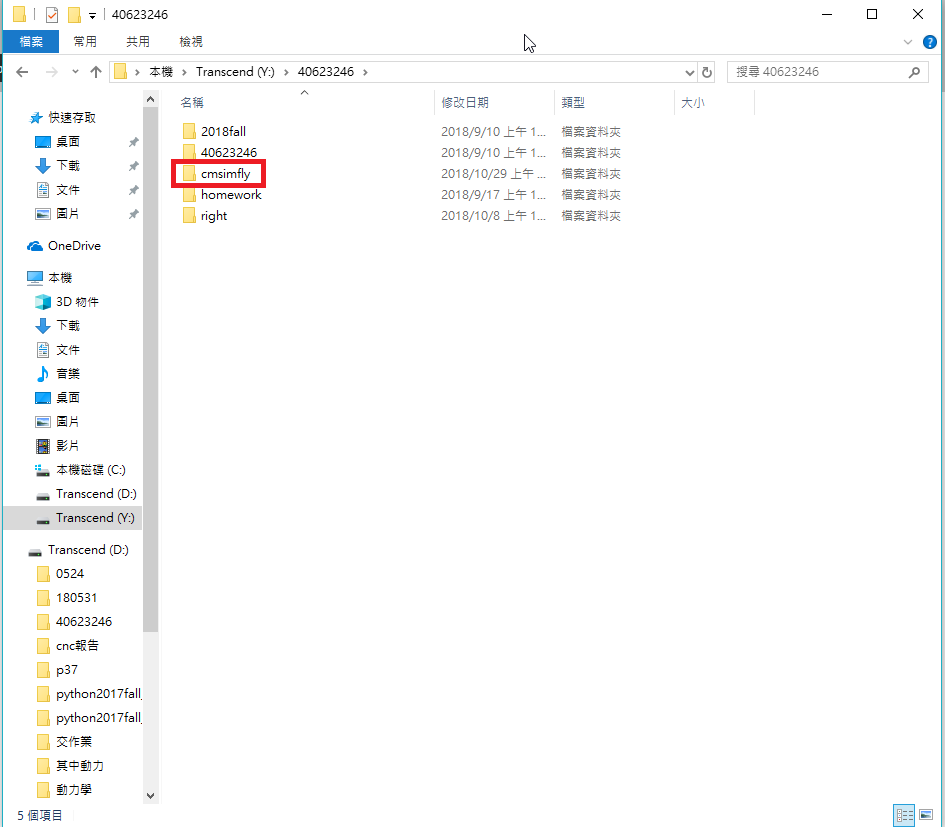 40623246
檔案 常用 共用 檢視
本機 Transcend (Y:) 40623246 搜尋 40623246
名稱 修改日期 類型 大小
2018fall 2018/9/10 上午 1... 檔案資料夾
40623246 2018/9/10 上午 1... 檔案資料夾
cmsimfly 2018/10/29 上午 ... 檔案資料夾
homework 2018/9/17 上午 1... 檔案資料夾
right 2018/10/8 上午 1... 檔案資料夾
快速存取
桌面
下載
文件
圖片
OneDrive
本機
3D 物件
下載
文件
音樂
桌面
圖片
影片
本機磁碟 (C:)
Transcend (D:)
Transcend (Y:)
Transcend (D:)
0524
180531
40623246
cnc報告
p37
python2017fall_
python2017fall_
交作業
其中動力
動力學
5 個項目